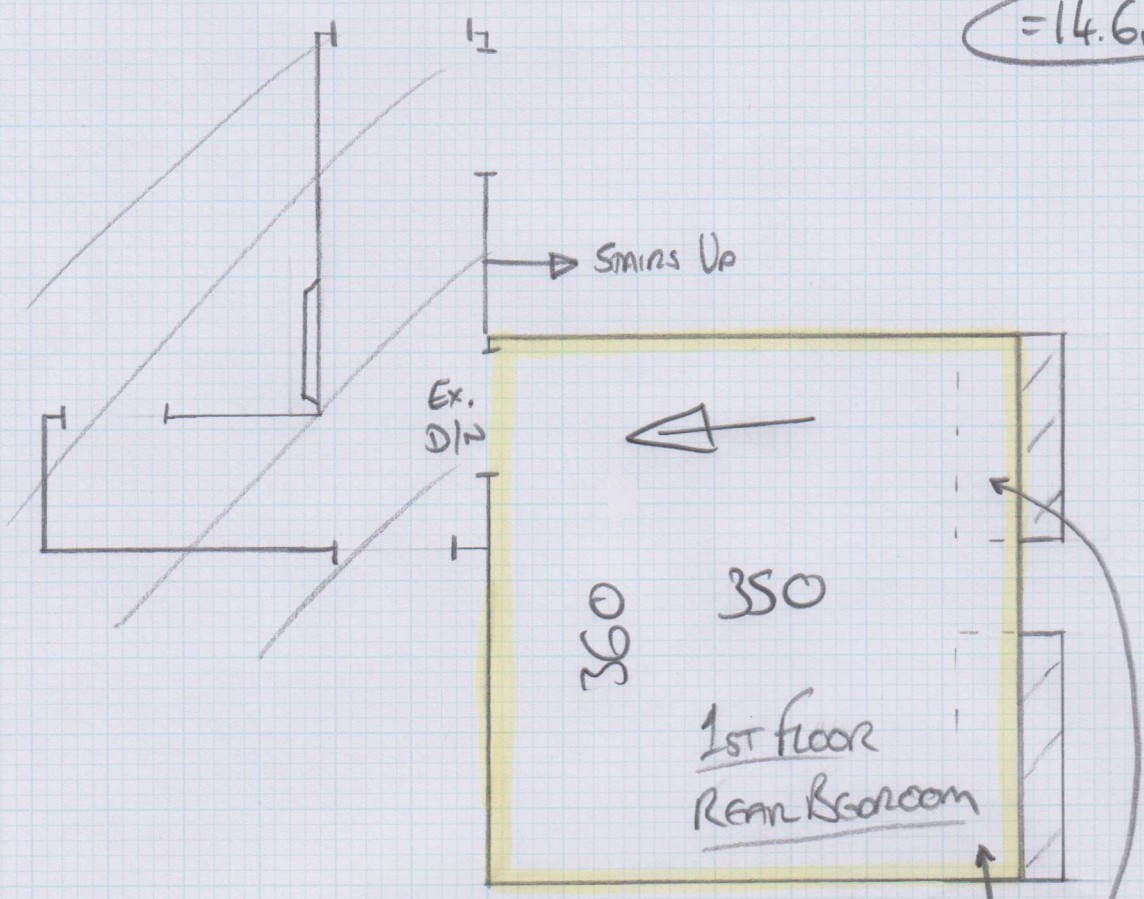 =14.6
STAIRS UP
EX.
D/N
350
360
1ST FLOOR
REAR BEDROOM